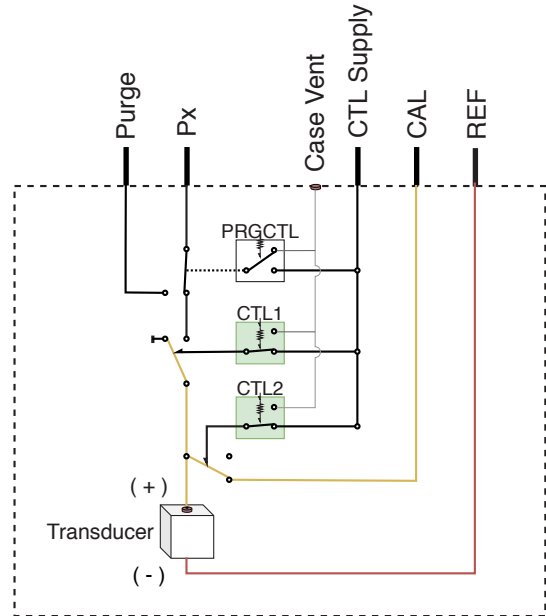 Purge
Px
Case Vent
CTL Supply
CAL
REF
PRGCTL
CTL1
CTL2
(+)
Transducer
(-)